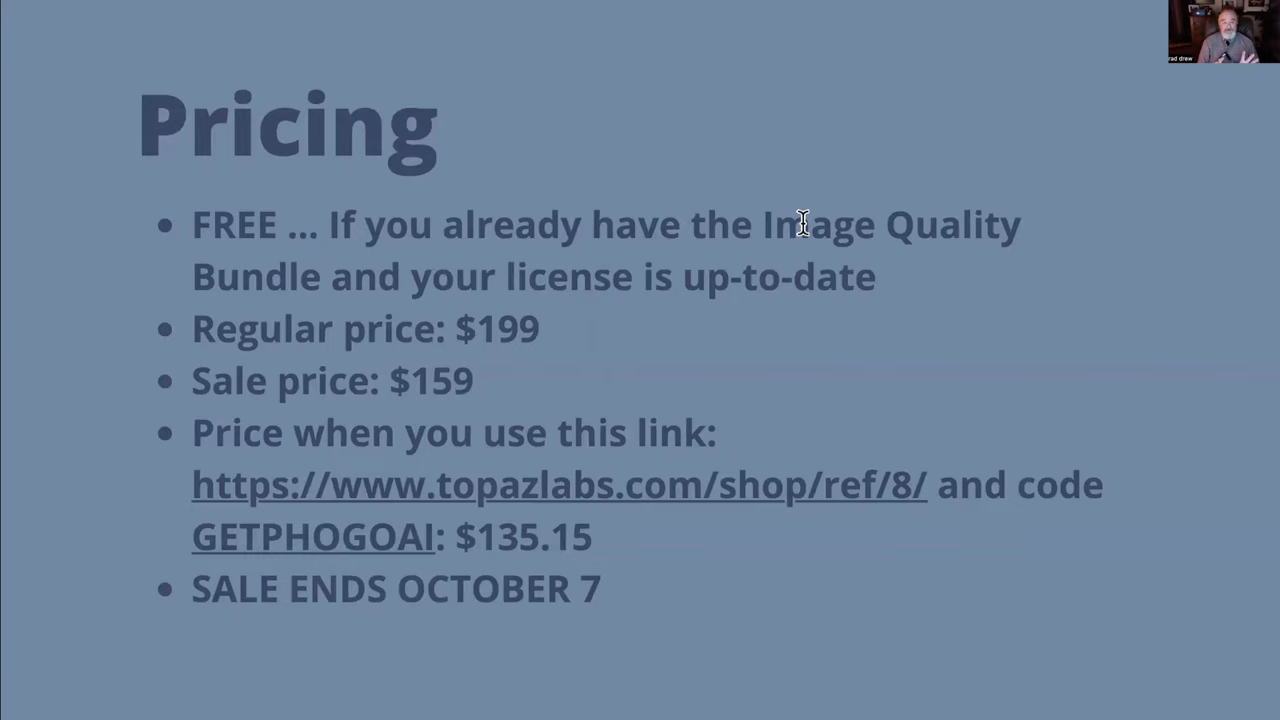 rad drew
Pricing
• FREE ... If you already have the Image Quality
Bundle and your license is up-to-date
• Regular price: $199
• Sale price: $159
• Price when you use this link:
https://www.topazlabs.com/shop/ref/8/ and code
GETPHOGOAI: $135.15
• SALE ENDS OCTOBER 7